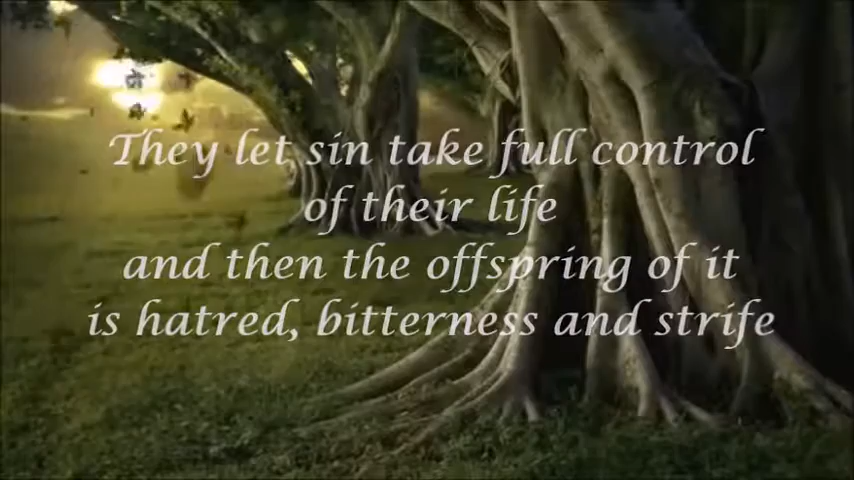 They let sin take full control
of their life
and then the offspring of it
is hatred, bitterness and strife